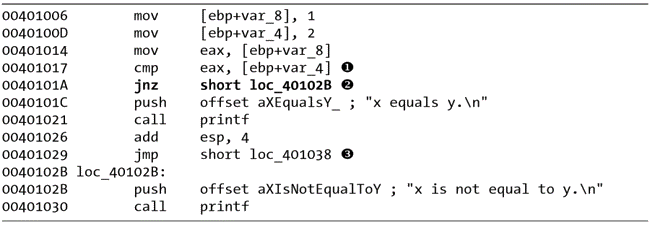 00401006 mov [ebp+var_8], 1
0040100D mov [ebp+var_4], 2
00401014 mov eax, [ebp+var_8]
00401017 cmp eax, [ebp+var_4] ❶
0040101A jnz short loc_40102B ❷
0040101C push offset aXEqualsY_ ; "x equals y.\n"
00401021 call printf
00401026 add esp, 4
00401029 jmp short loc_401038 ❸
0040102B loc_40102B:
0040102B push offset aXIsNotEqualToY ; "x is not equal to y.\n"
00401030 call printf